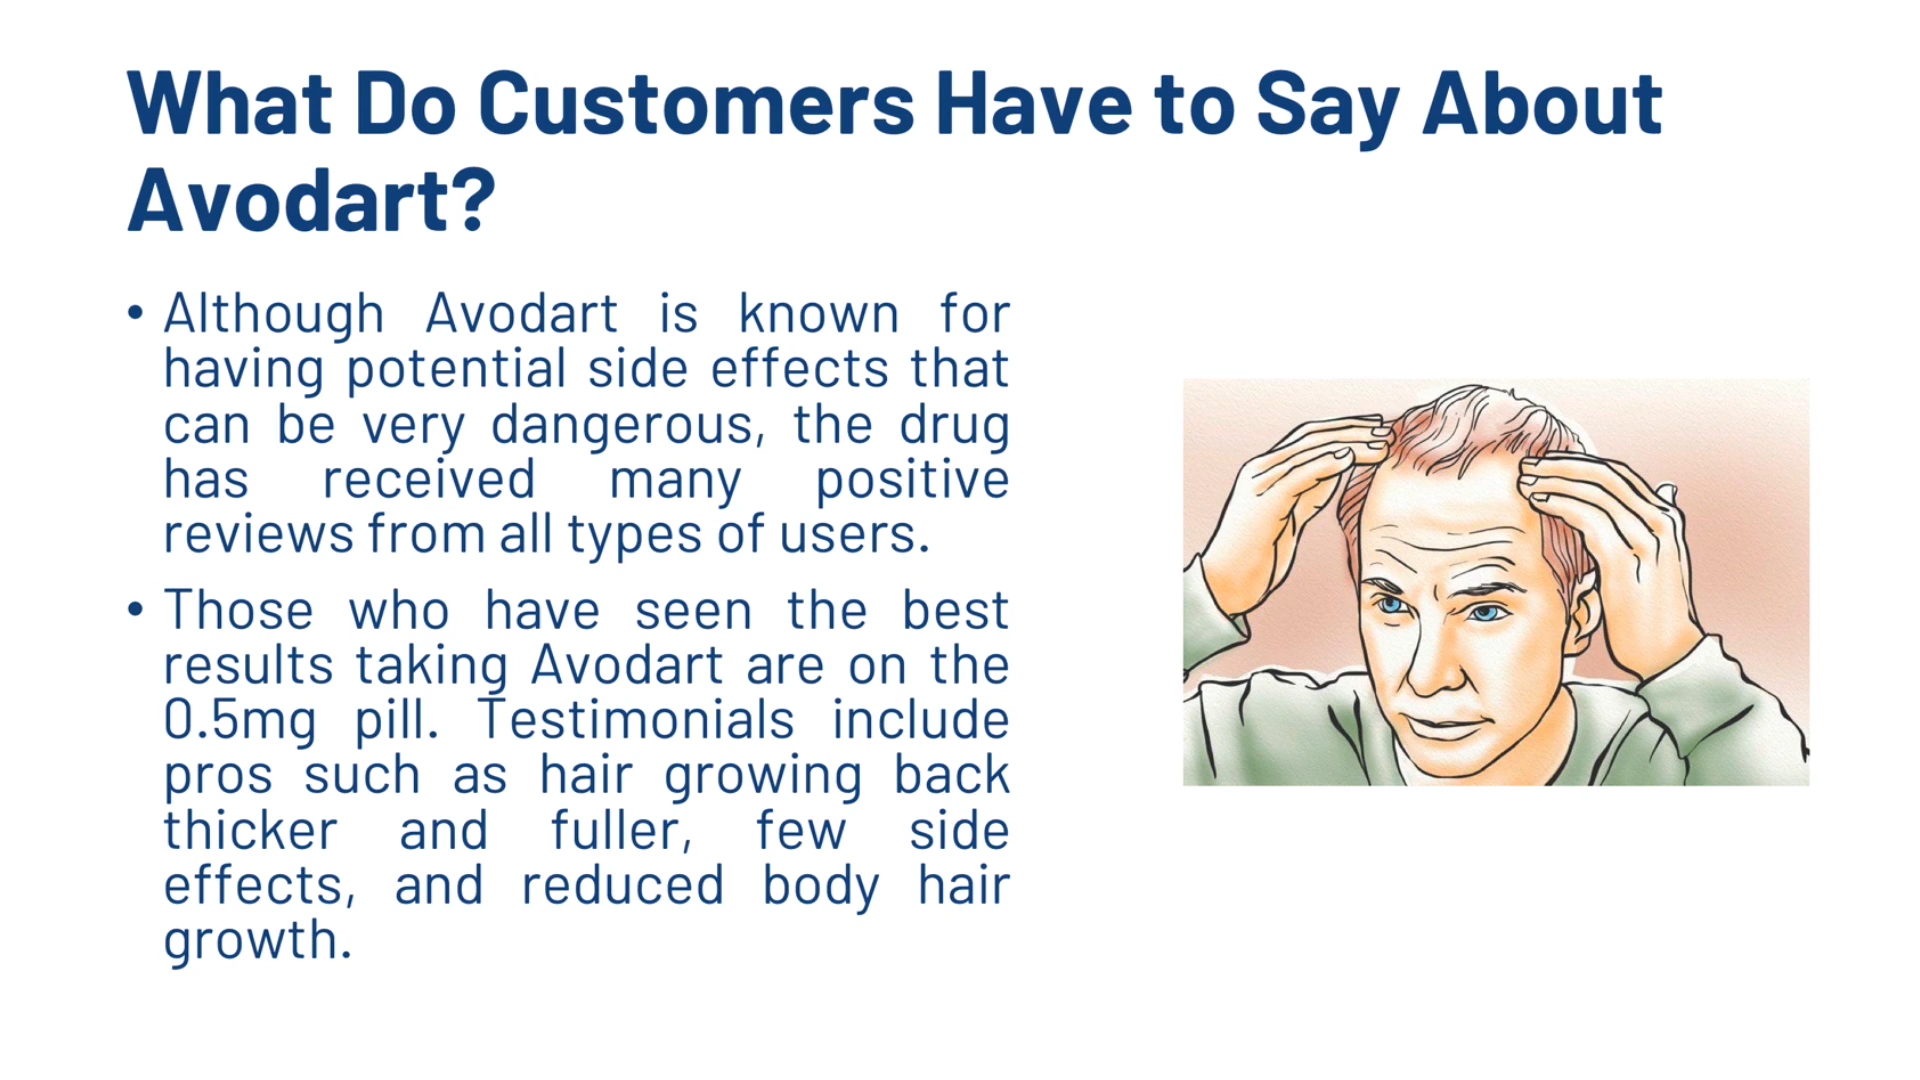 What Do Customers Have to Say About
Avodart?
• Although Avodart is known for
having potential side effects that
can be very dangerous, the drug
has received many positive
reviews from all types of users.
• Those who have seen the best
results taking Avodart are on the
0.5mg pill. Testimonials include
pros such as hair growing back
thicker and fuller, few side
effects, and reduced body hair
growth.